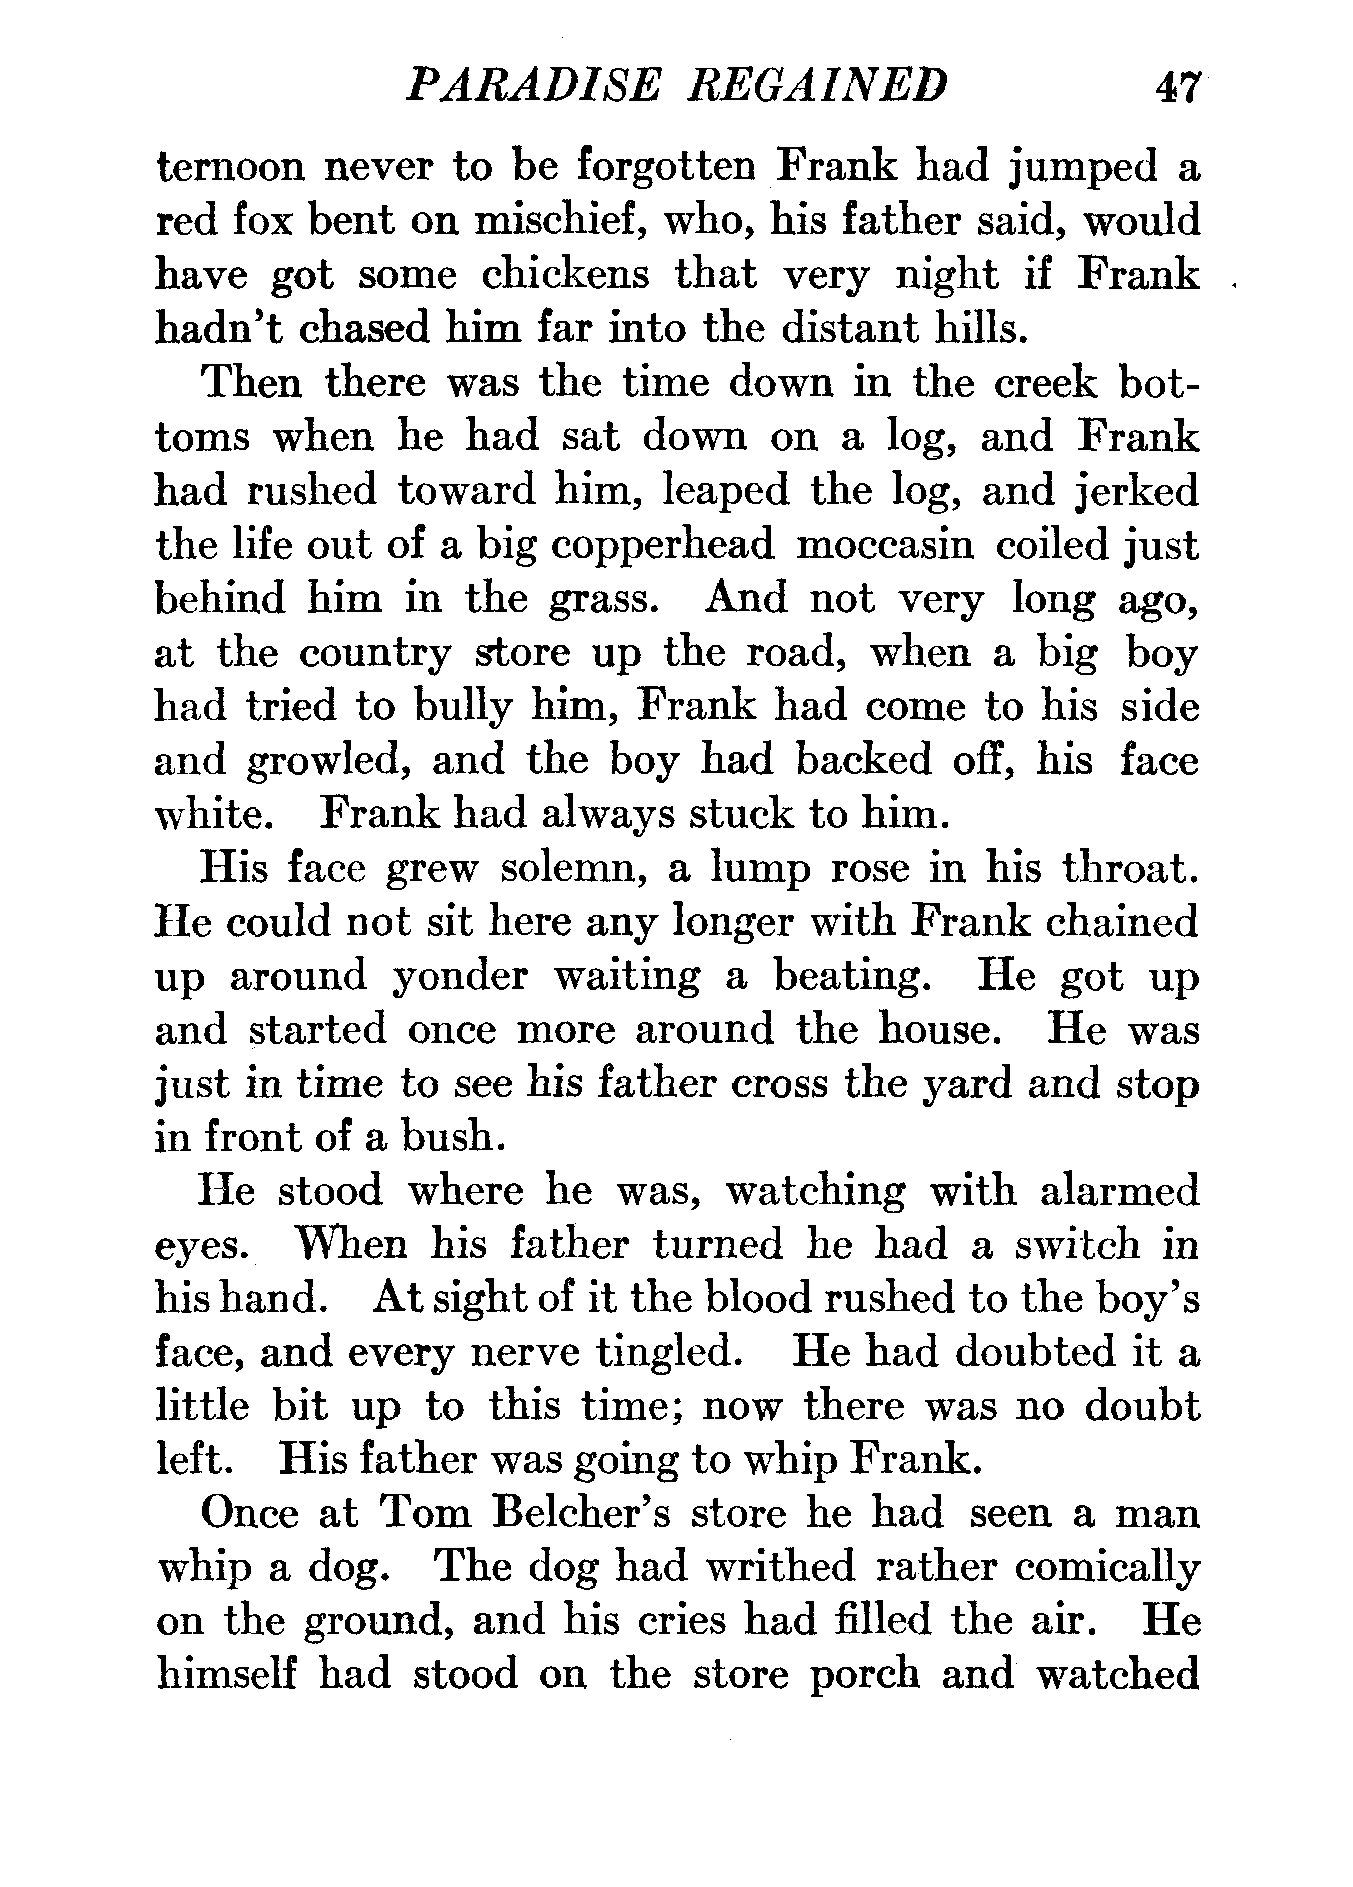 PARADISE REGAINED 47
ternoon never to be forgotten Frank had jumped a
red fox bent on mischief, who, his father said, would
have got some chickens that very night if Frank
hadn't chased him far into the distant hills.
Then there was the time down in the creek bot-
toms when he had sat down on a log, and Frank
had rushed toward him, leaped the log, and jerked
the life out of a big copperhead moccasin coiled just
behind him in the grass. And not very long ago,
at the country store up the road, when a big boy
had tried to bully him, Frank had come to his side
and growled, and the boy had backed off, his face
white. Frank had always stuck to him.
His face grew solemn, a lump rose in his throat.
He could not sit here any longer with Frank chained
up around yonder waiting a beating. He got up
and started once more around the house. He was
just in time to see his father cross the yard and stop
in front of a bush.
He stood where he was, watching with alarmed
eyes. When his father turned he had a switch in
his hand. At sight of it the blood rushed to the boy's
face, and every nerve tingled. He had doubted it a
little bit up to this time; now there was no doubt
left. His father was going to whip Frank.
Once at Tom Belcher's store he had seen a man
whip a dog. The dog had writhed rather comically
on the ground, and his cries had filled the air. He
himself had stood on the store porch and watched